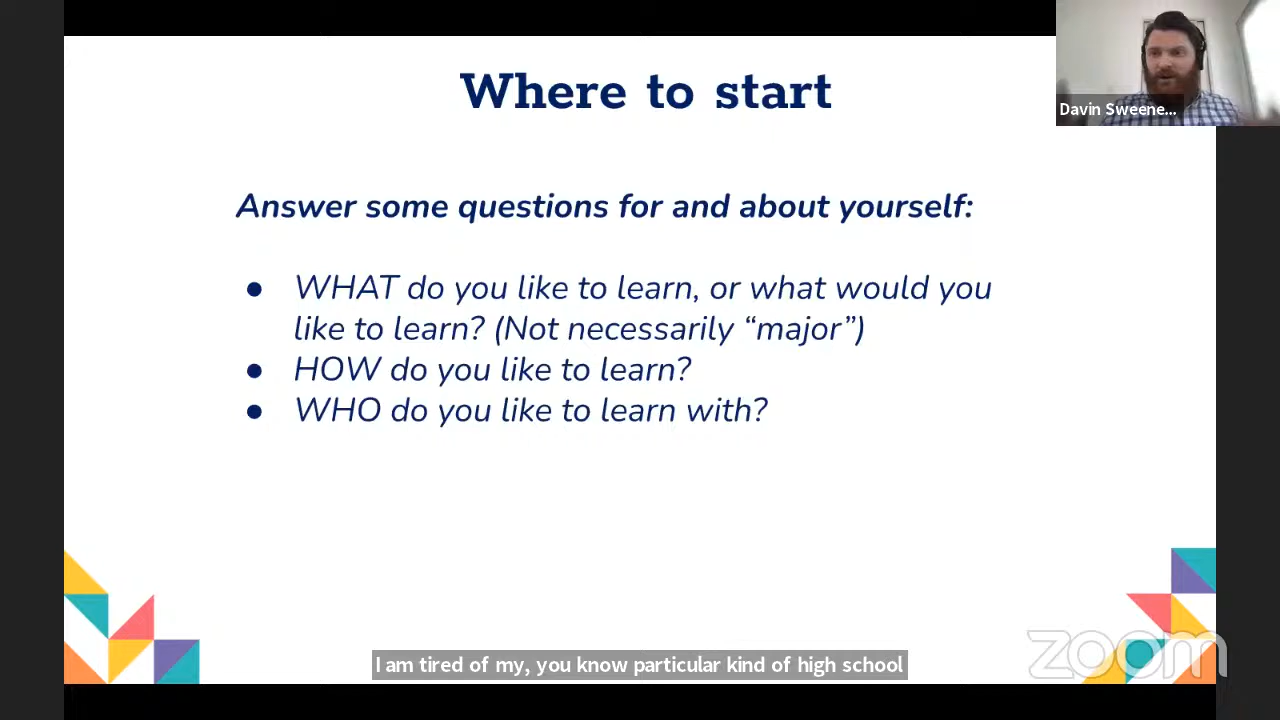 Where to start
Davin Sweene...
Answer some questions for and about yourself:
● WHAT do you like to learn, or what would you
like to learn? (Not necessarily “major”)
● HOW do you like to learn?
● WHO do you like to learn with?
zoom
I am tired of my, you know particular kind of high school